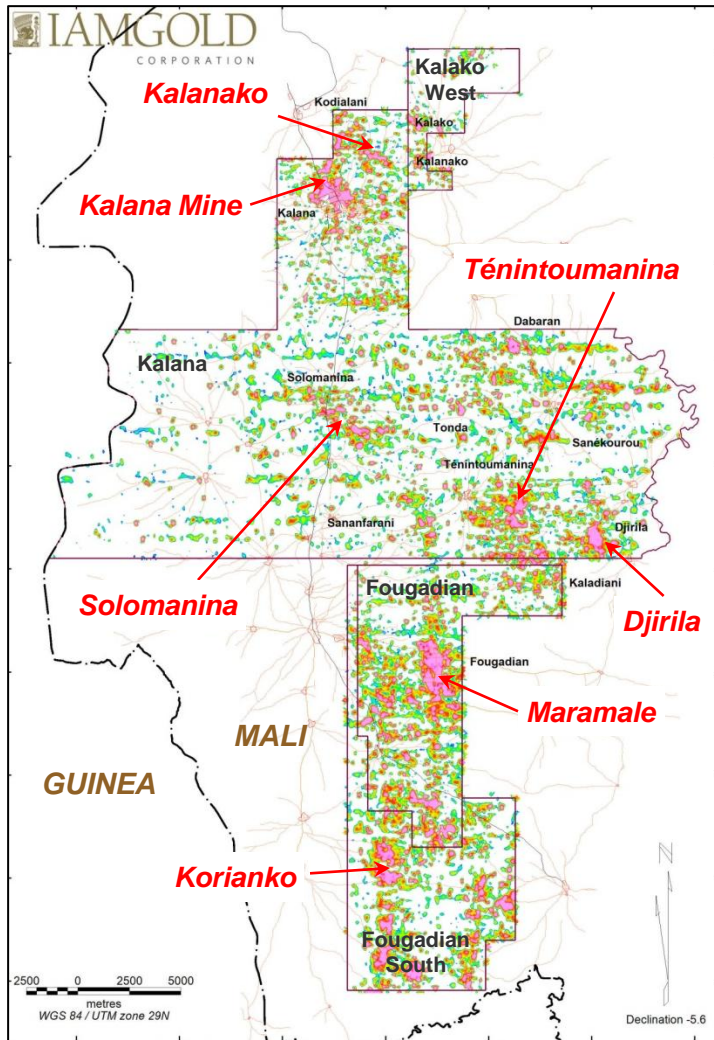 IAMGOLD
CORPORATION
Kalako
West
Kalanako
Kodialani
Kalako
Kalanako
Kalana Mine
Kalana
Ténintoumanina
Dabaran
Kalana
Solomanina
Tonda
Sanékourou
Ténintoumanina
Sananfarani
Djirila
Solomanina
Fougadian
Kaladiani
Djirila
Fougadian
Maramale
MALI
GUINEA
Korianko
N
Fougadian
South
2500 0 2500 5000
metres
WGS 84 / UTM zone 29N
Declination -5.6